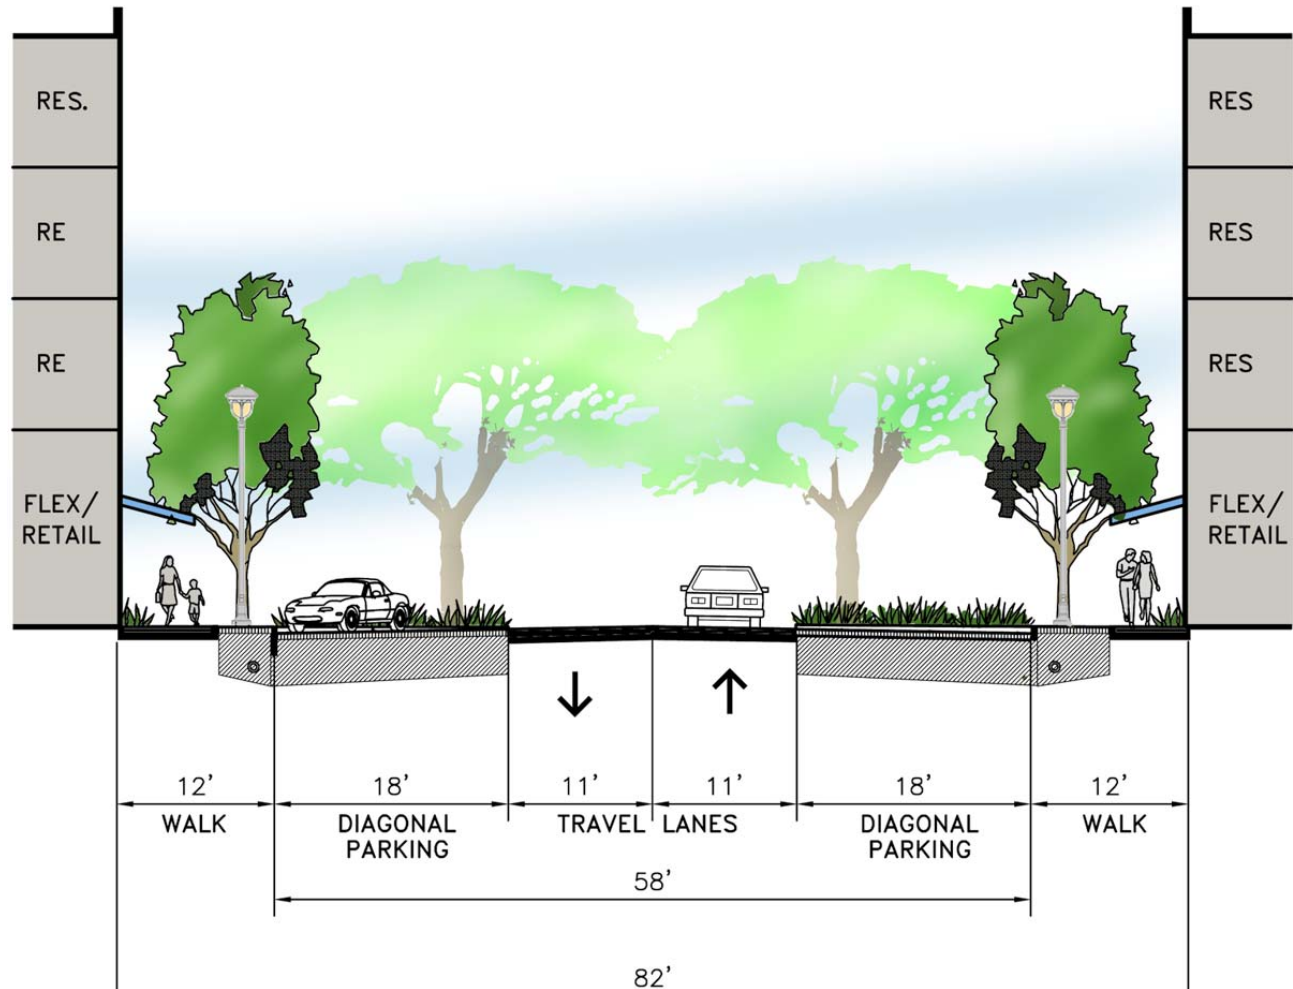 RES.
RES
RE
RES
RE
RES
FLEX/
RETAIL
FLEX/
RETAIL
12' 18' 11' 11' 18' 12'
WALK DIAGONAL TRAVEL LANES DIAGONAL WALK
PARKING PARKING
58'
82'